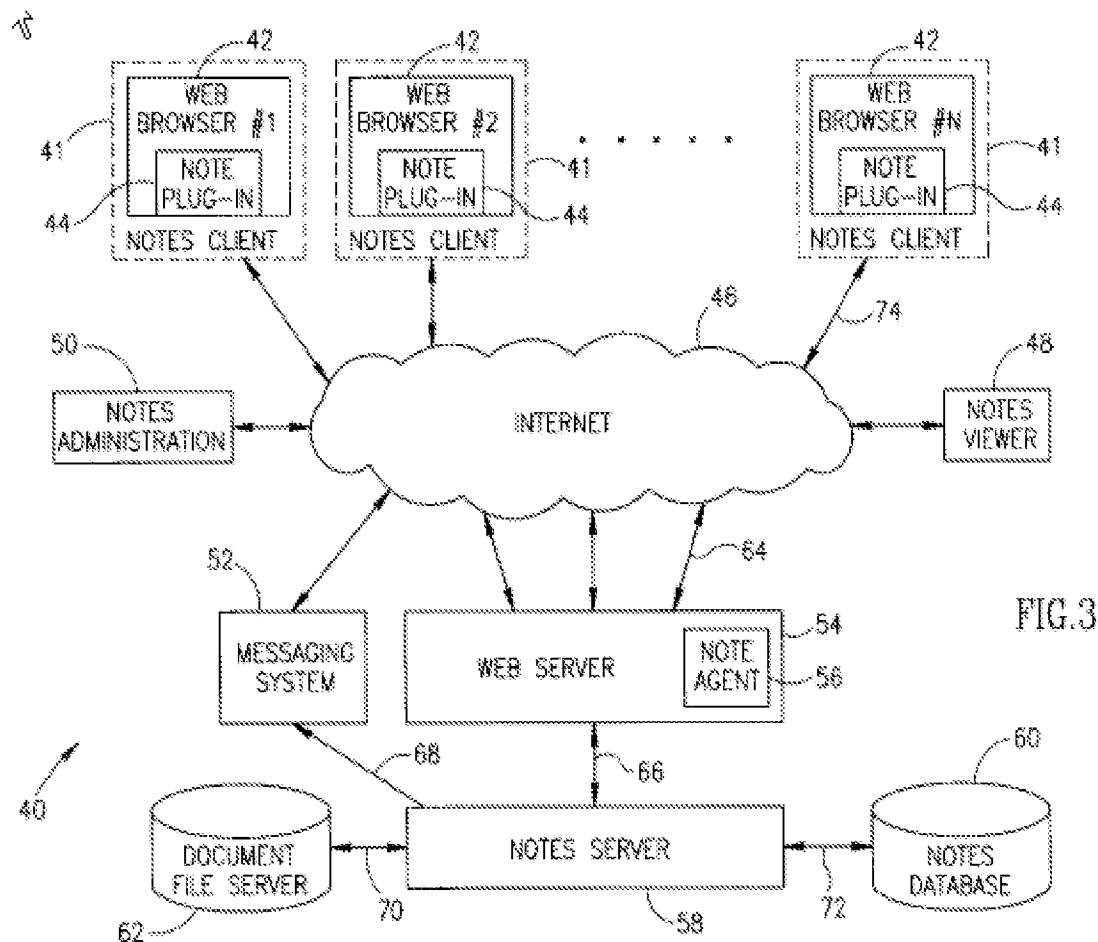 42
42
42
WEB
BROWSER #1
WEB
BROWSER #2
WEB
BROWSER #N
41
41
41
NOTE
PLUG-IN
NOTE
PLUG-IN
NOTE
PLUG-IN
44
44
44
NOTES CLIENT
NOTES CLIENT
NOTES CLIENT
46
74
50
48
NOTES
ADMINISTRATION
INTERNET
NOTES
VIEWER
52
64
54
FIG.3
MESSAGING
SYSTEM
WEB SERVER
NOTE
AGENT
56
68
66
60
40
DOCUMENT
FILE SERVER
NOTES SERVER
NOTES
DATABASE
62
70
58
72